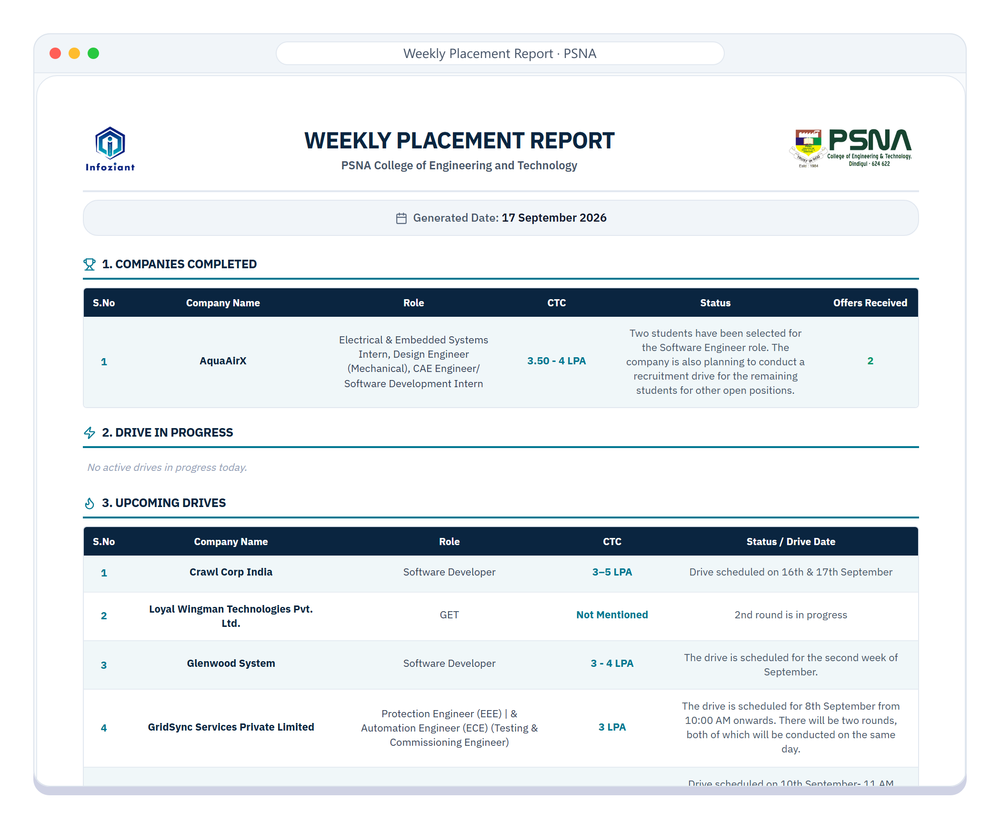 Weekly Placement Report · PSNA
Infoziant
WEEKLY PLACEMENT REPORT
PSNA College of Engineering and Technology
PSNA
COLLEGE OF
ENGG. & TECH
DINDIGUL
TRUST IN GOD
Estd : 1984
PSNA
College of Engineering & Technology.
Dindigul - 624 622
Generated Date: 17 September 2026
1. COMPANIES COMPLETED
S.No Company Name Role CTC Status Offers Received
1 AquaAirX Electrical & Embedded Systems
Intern, Design Engineer
(Mechanical), CAE Engineer/
Software Development Intern
3.50 - 4 LPA
Two students have been selected for
the Software Engineer role. The
company is also planning to conduct a
recruitment drive for the remaining
students for other open positions.
2
2. DRIVE IN PROGRESS
No active drives in progress today.
3. UPCOMING DRIVES
S.No Company Name Role CTC Status / Drive Date
1 Crawl Corp India Software Developer 3–5 LPA Drive scheduled on 16th & 17th September
2 Loyal Wingman Technologies Pvt.
Ltd.
GET Not Mentioned 2nd round is in progress
3 Glenwood System Software Developer 3 - 4 LPA The drive is scheduled for the second week of
September.
4 GridSync Services Private Limited Protection Engineer (EEE) | &
Automation Engineer (ECE) (Testing &
Commissioning Engineer)
3 LPA
The drive is scheduled for 8th September from
10:00 AM onwards. There will be two rounds,
both of which will be conducted on the same
day.
Drive scheduled on 10th September- 11 AM